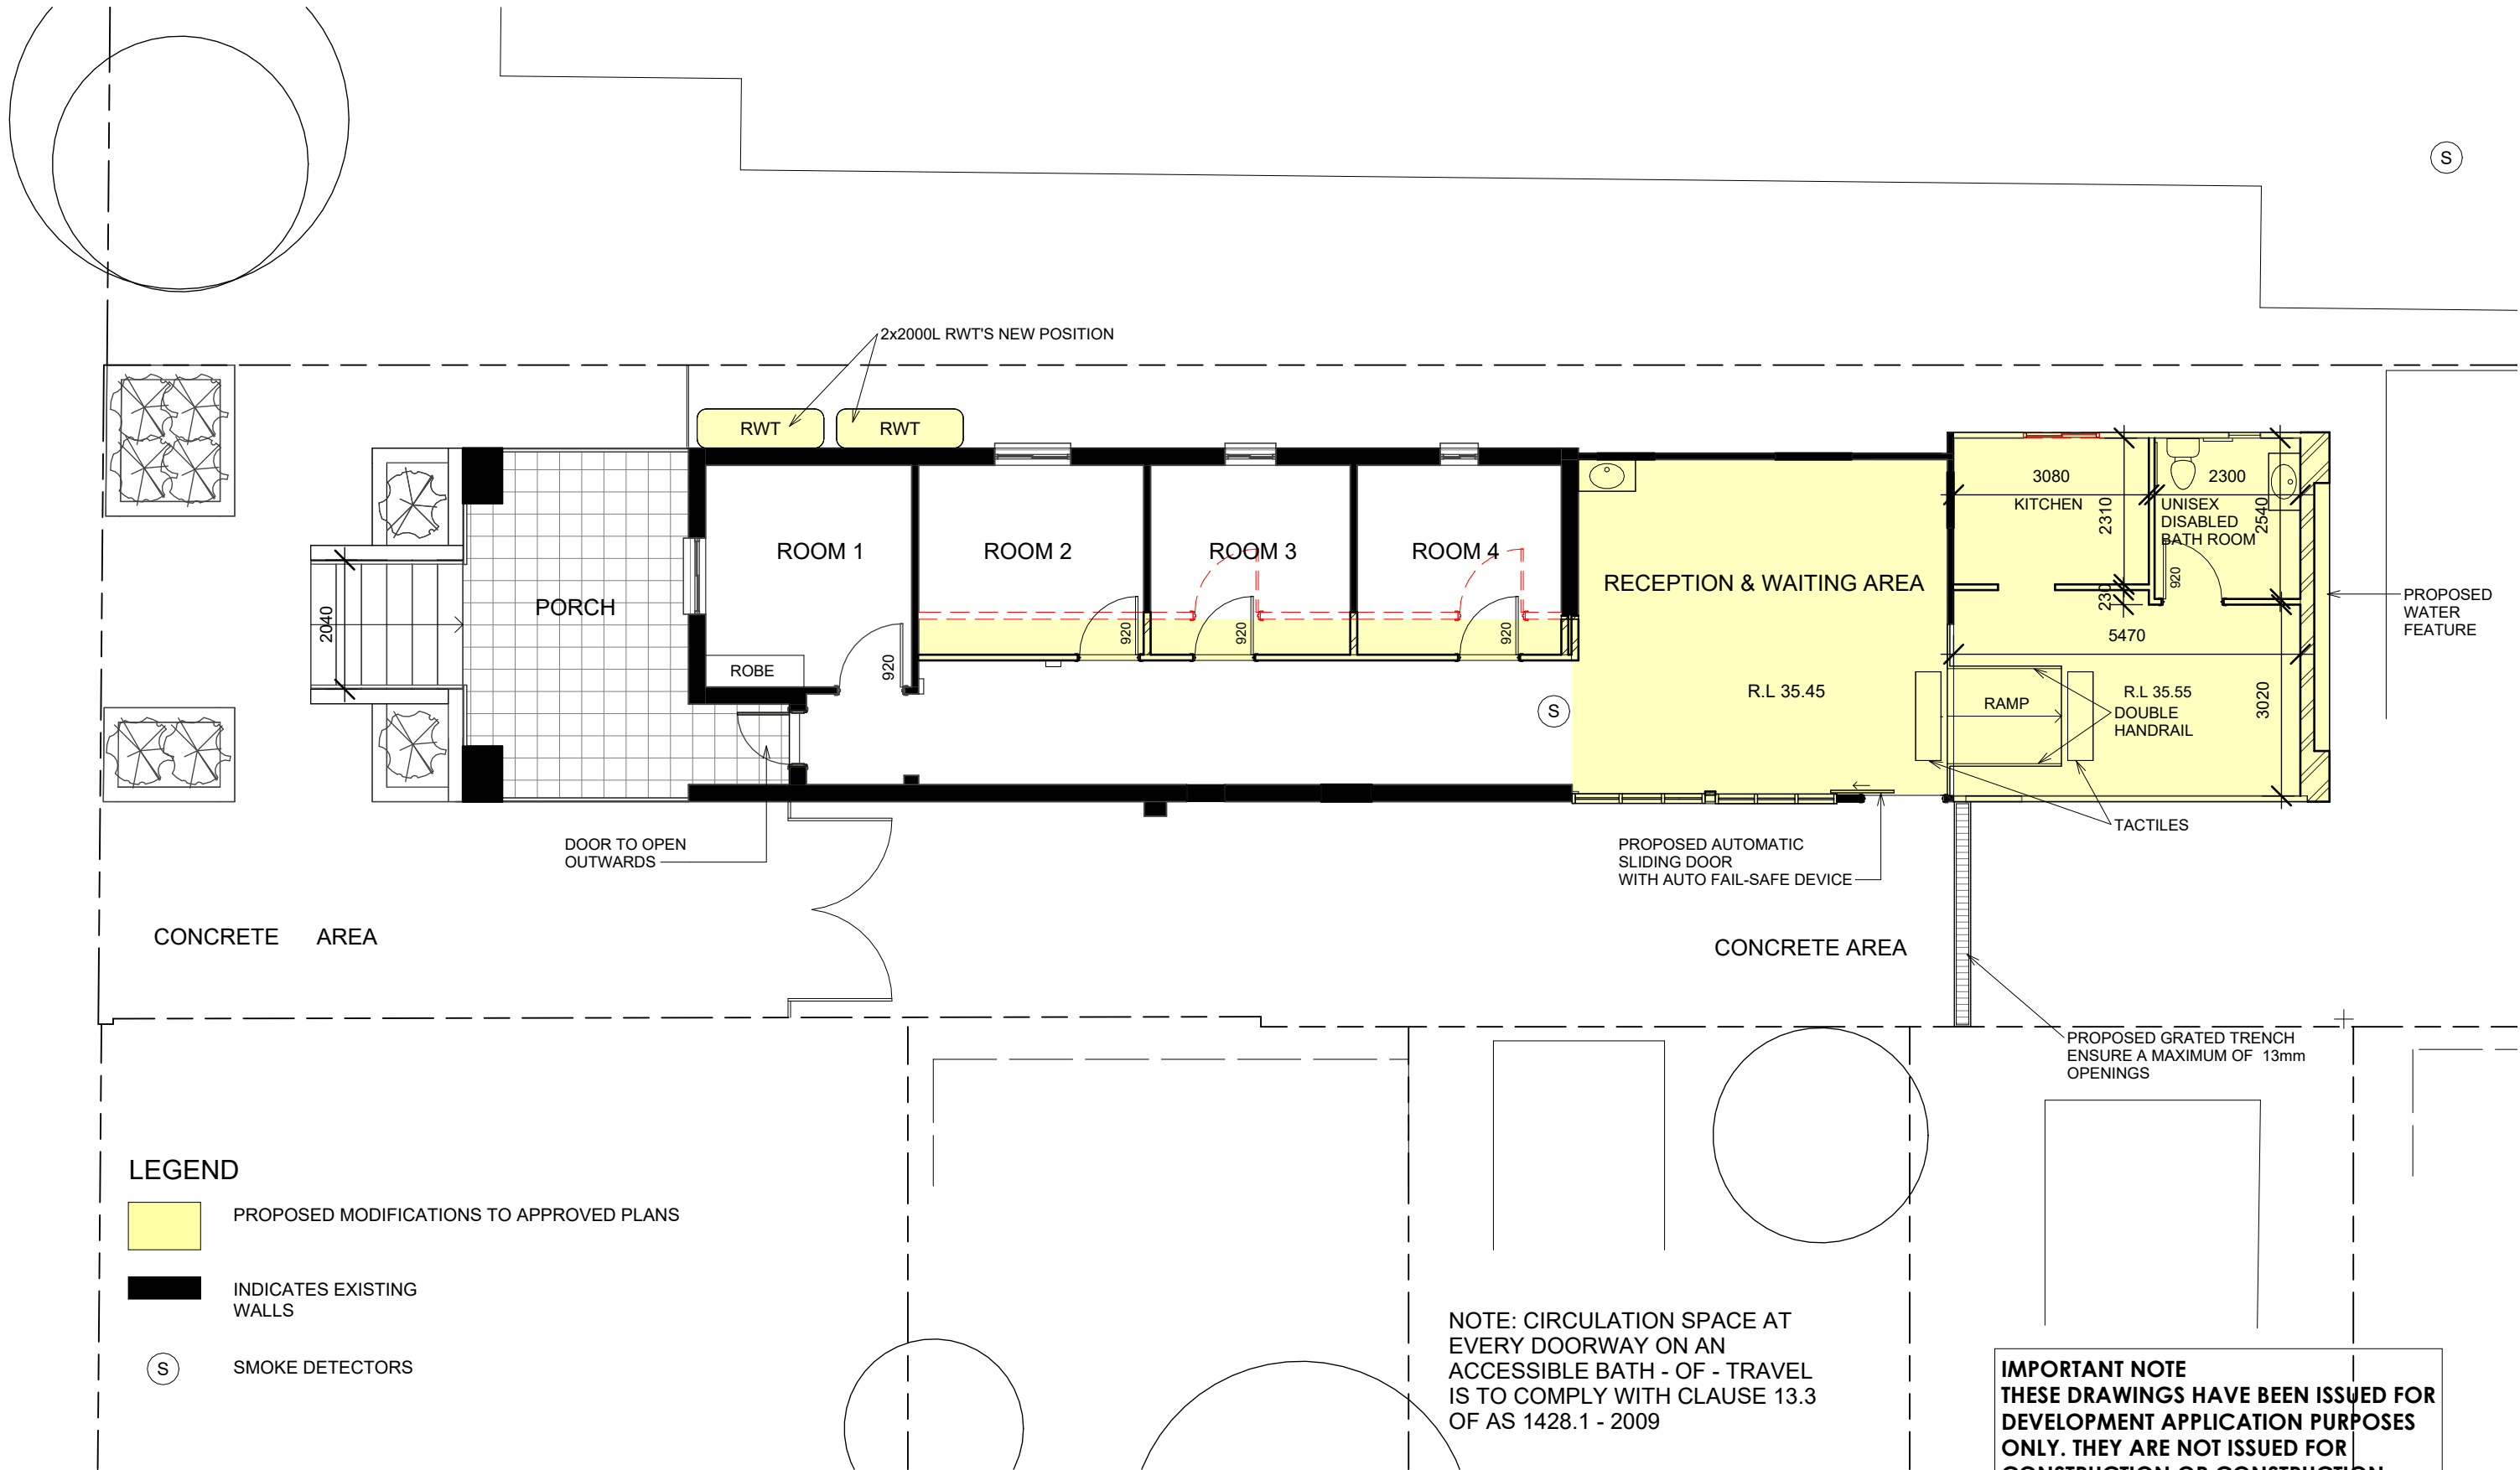 S
2x2000L RWT'S NEW POSITION
RWT
RWT
3080
KITCHEN
2310
2300
UNISEX
DISABLED
BATH ROOM
2540
ROOM 1
ROOM 2
ROOM 3
ROOM 4
RECEPTION & WAITING AREA
PORCH
2040
920
920
920
920
230
920
PROPOSED
WATER
FEATURE
5470
ROBE
920
R.L 35.45
S
RAMP
R.L 35.55
DOUBLE
HANDRAIL
3020
TACTILES
DOOR TO OPEN
OUTWARDS
PROPOSED AUTOMATIC
SLIDING DOOR
WITH AUTO FAIL-SAFE DEVICE
CONCRETE AREA
CONCRETE AREA
PROPOSED GRATED TRENCH
ENSURE A MAXIMUM OF 13mm
OPENINGS
LEGEND
PROPOSED MODIFICATIONS TO APPROVED PLANS
INDICATES EXISTING
WALLS
S
SMOKE DETECTORS
NOTE: CIRCULATION SPACE AT
EVERY DOORWAY ON AN
ACCESSIBLE BATH - OF - TRAVEL
IS TO COMPLY WITH CLAUSE 13.3
OF AS 1428.1 - 2009
IMPORTANT NOTE
THESE DRAWINGS HAVE BEEN ISSUED FOR
DEVELOPMENT APPLICATION PURPOSES
ONLY. THEY ARE NOT ISSUED FOR
CONSTRUCTION OR CONSTRUCTION